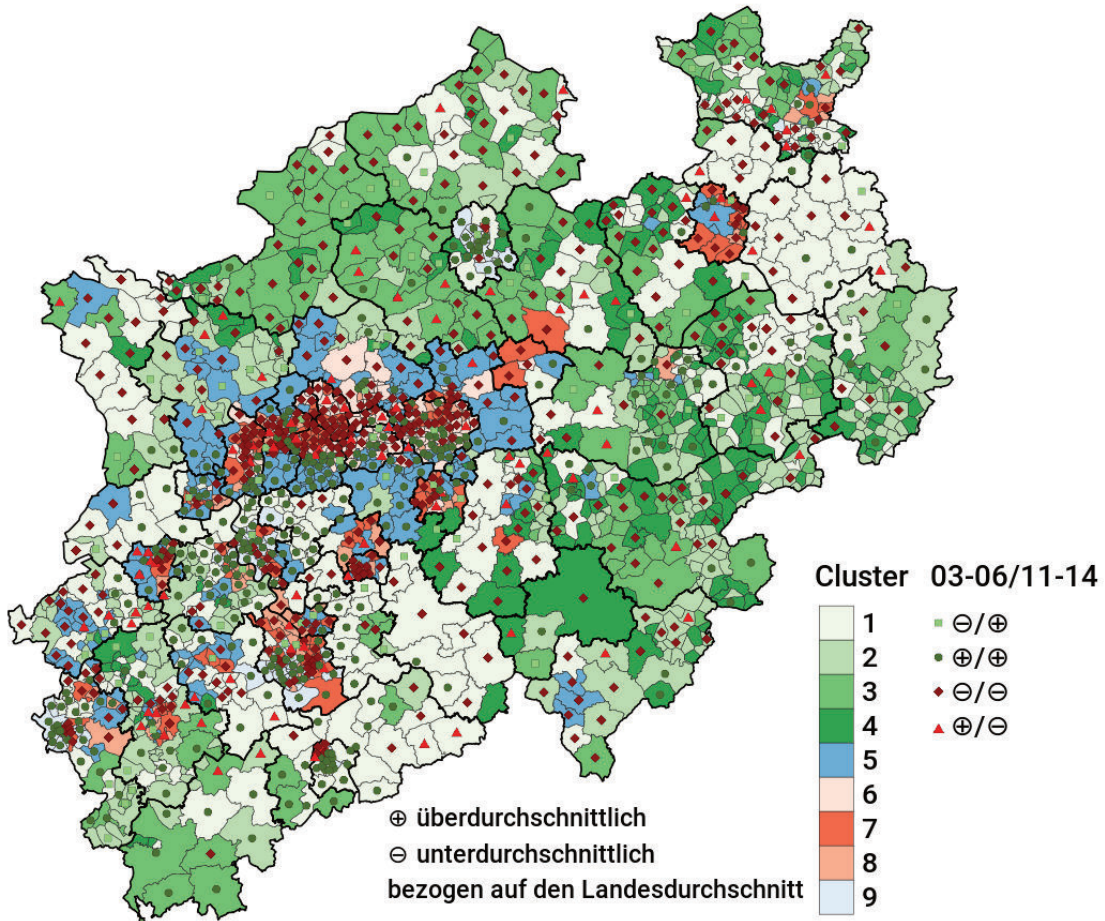 Cluster 03-06/11-14
1 ⊖/⊕
2 ⊕/⊕
3 ⊖/⊖
4 ⊕/⊖
5
6
7
8
9
⊕ überdurchschnittlich
⊖ unterdurchschnittlich
bezogen auf den Landesdurchschnitt